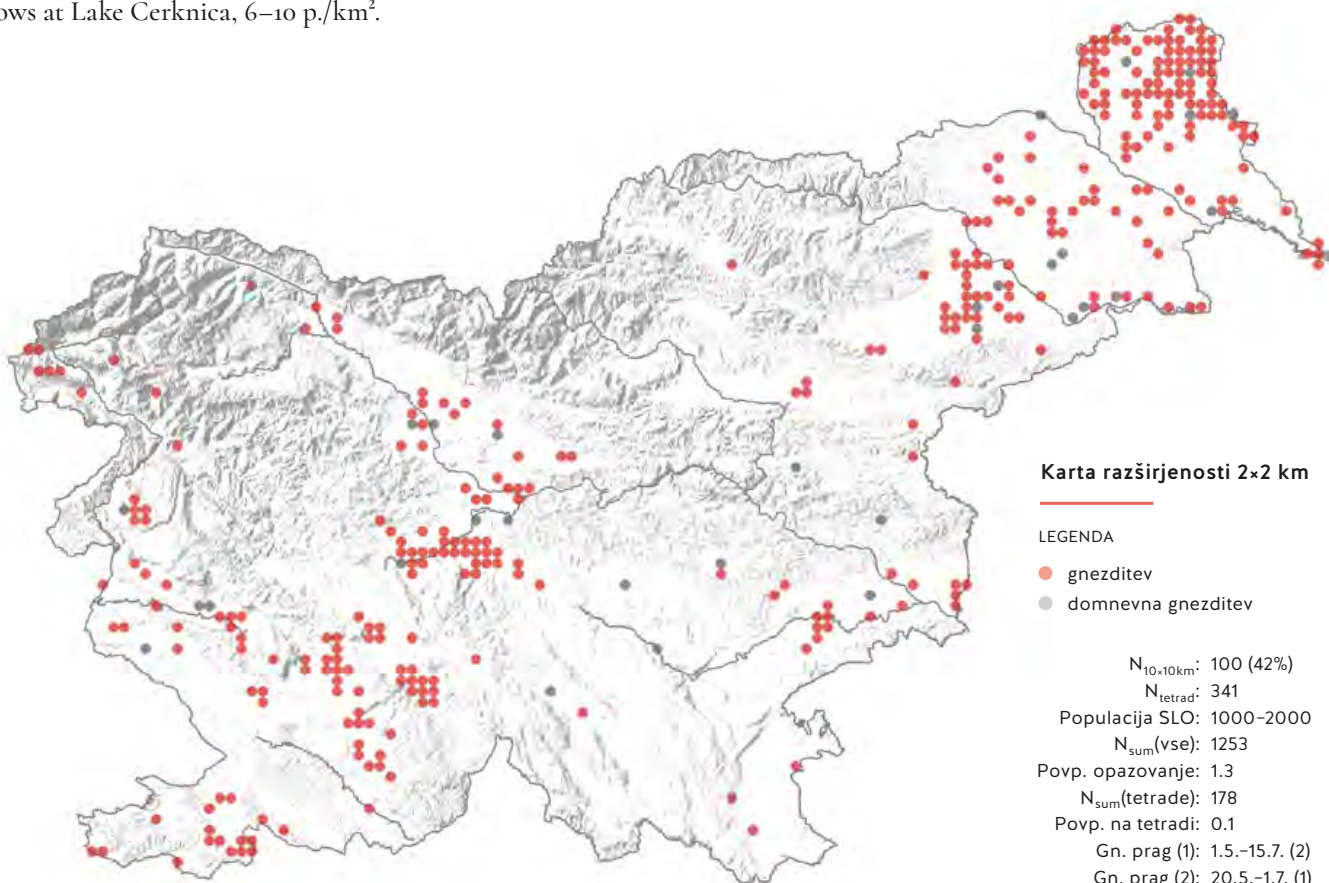 ows at Lake Cerknica, 6–10 p./km².
Karta razširjenosti 2×2 km
LEGENDA
gnezditev
domnevna gnezditev
N10×10km: 100 (42%)
Ntetrad: 341
Populacija SLO: 1000–2000
Nsum(vse): 1253
Povp. opazovanje: 1.3
Nsum(tetrade): 178
Povp. na tetradi: 0.1
Gn. prag (1): 1.5.–15.7. (2)
Gn. prag (2): 20.5.–1.7. (1)